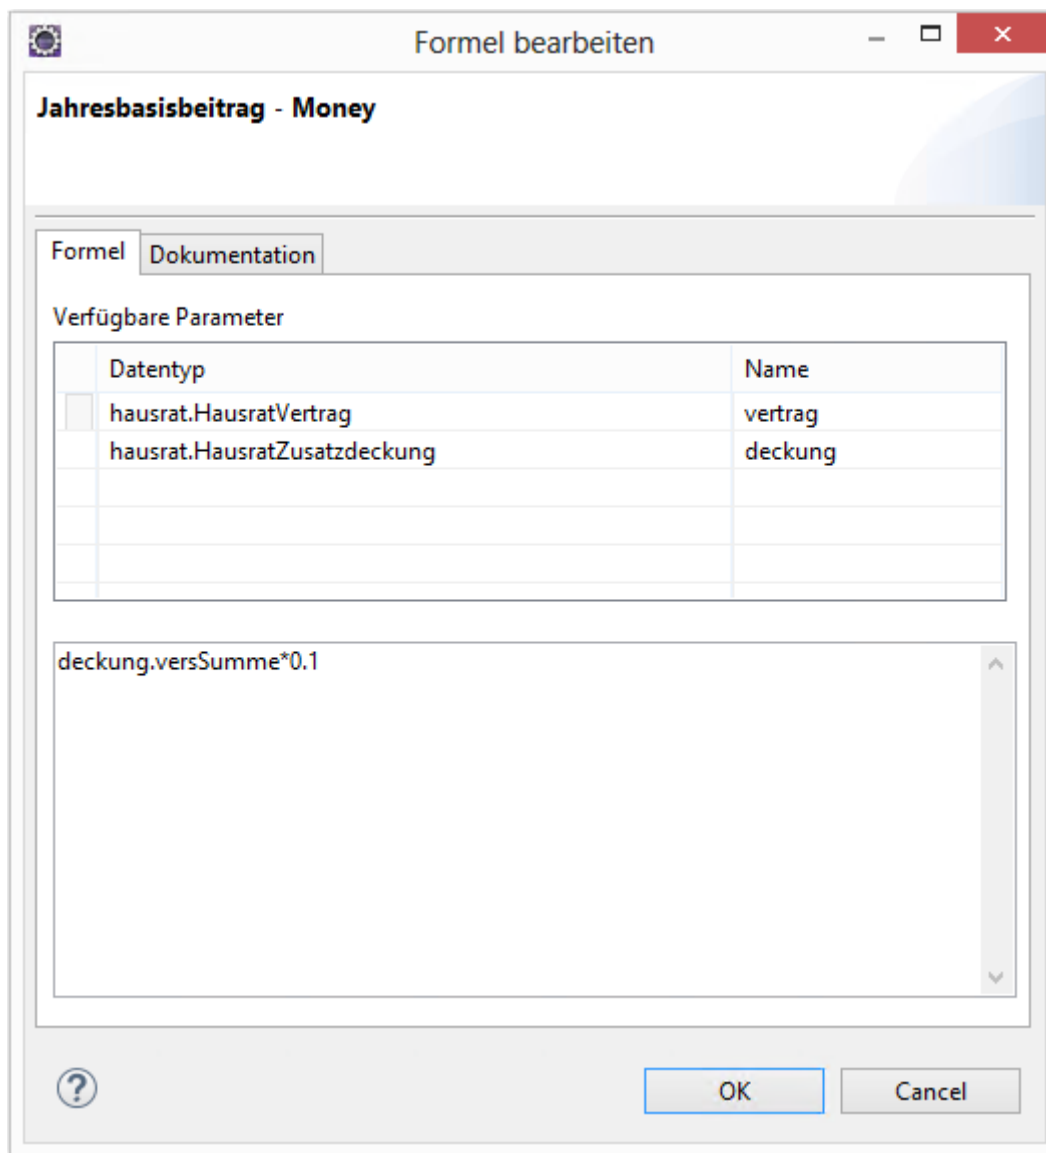 Formel bearbeiten
Jahresbasisbeitrag - Money
Formel Dokumentation
Verfügbare Parameter
Datentyp Name
hausrat.HausratVertrag vertrag
hausrat.HausratZusatzdeckung deckung
deckung.versSumme*0.1
? OK Cancel